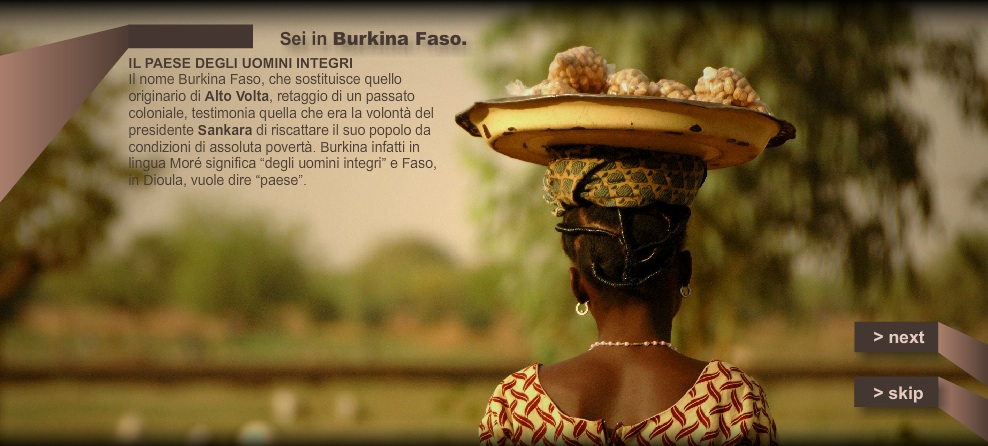 Sei in Burkina Faso.
IL PAESE DEGLI UOMINI INTEGRI
Il nome Burkina Faso, che sostituisce quello
originario di Alto Volta, retaggio di un passato
coloniale, testimonia quella che era la volontà del
presidente Sankara di riscattare il suo popolo da
condizioni di assoluta povertà. Burkina infatti in
lingua Moré significa “degli uomini integri” e Faso,
in Dioula, vuole dire “paese”.
> next
> skip